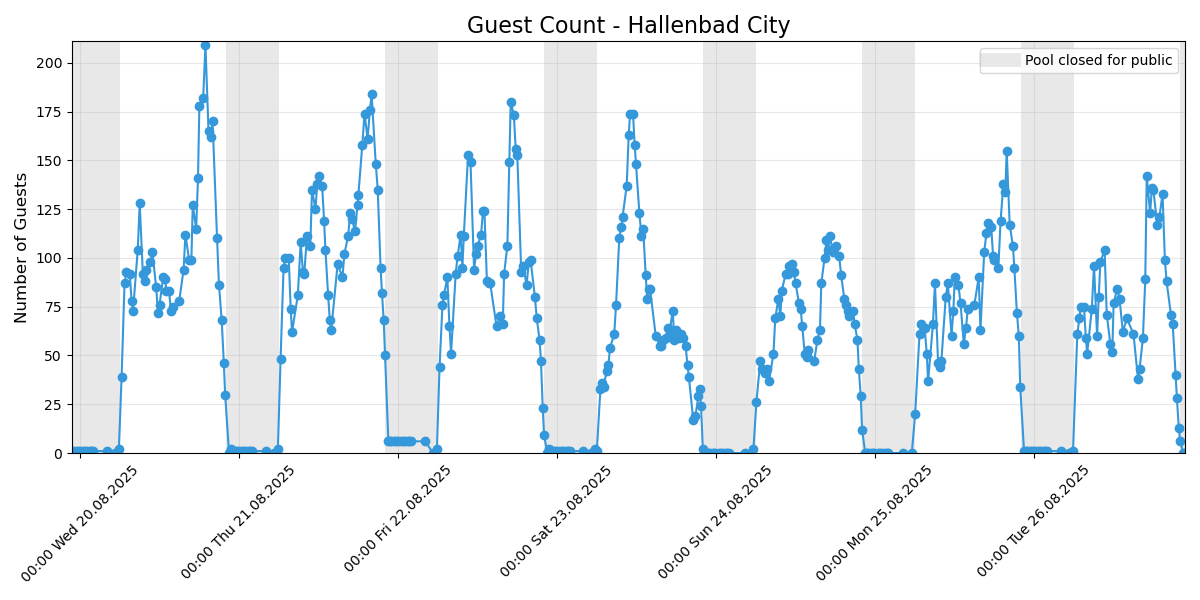 Guest Count - Hallenbad City
Pool closed for public
Number of Guests
200
175
150
125
100
75
50
25
0
00:00 Wed 20.08.2025
00:00 Thu 21.08.2025
00:00 Fri 22.08.2025
00:00 Sat 23.08.2025
00:00 Sun 24.08.2025
00:00 Mon 25.08.2025
00:00 Tue 26.08.2025